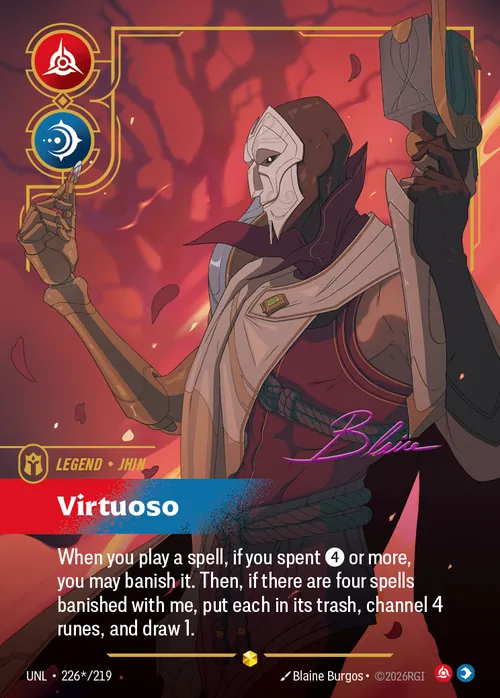 LEGEND • JHIN
Virtuoso
When you play a spell, if you spent 4 or more,
you may banish it. Then, if there are four spells
banished with me, put each in its trash, channel 4
runes, and draw 1.
Blaise
UNL • 226*/219
Blaine Burgos • ©2026RGI